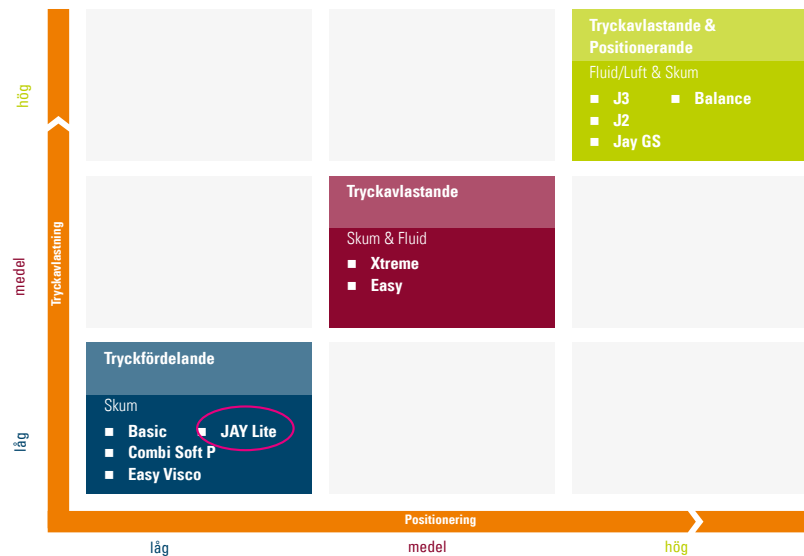 hög
Tryckavlastande &
Positionerande
Fluid/Luft & Skum
■ J3 ■ Balance
■ J2
■ Jay GS
medel
Tryckavlastning
Tryckavlastande
Skum & Fluid
■ Xtreme
■ Easy
låg
Tryckfördelande
Skum
■ Basic ■ JAY Lite
■ Combi Soft P
■ Easy Visco
Positionering
låg medel hög